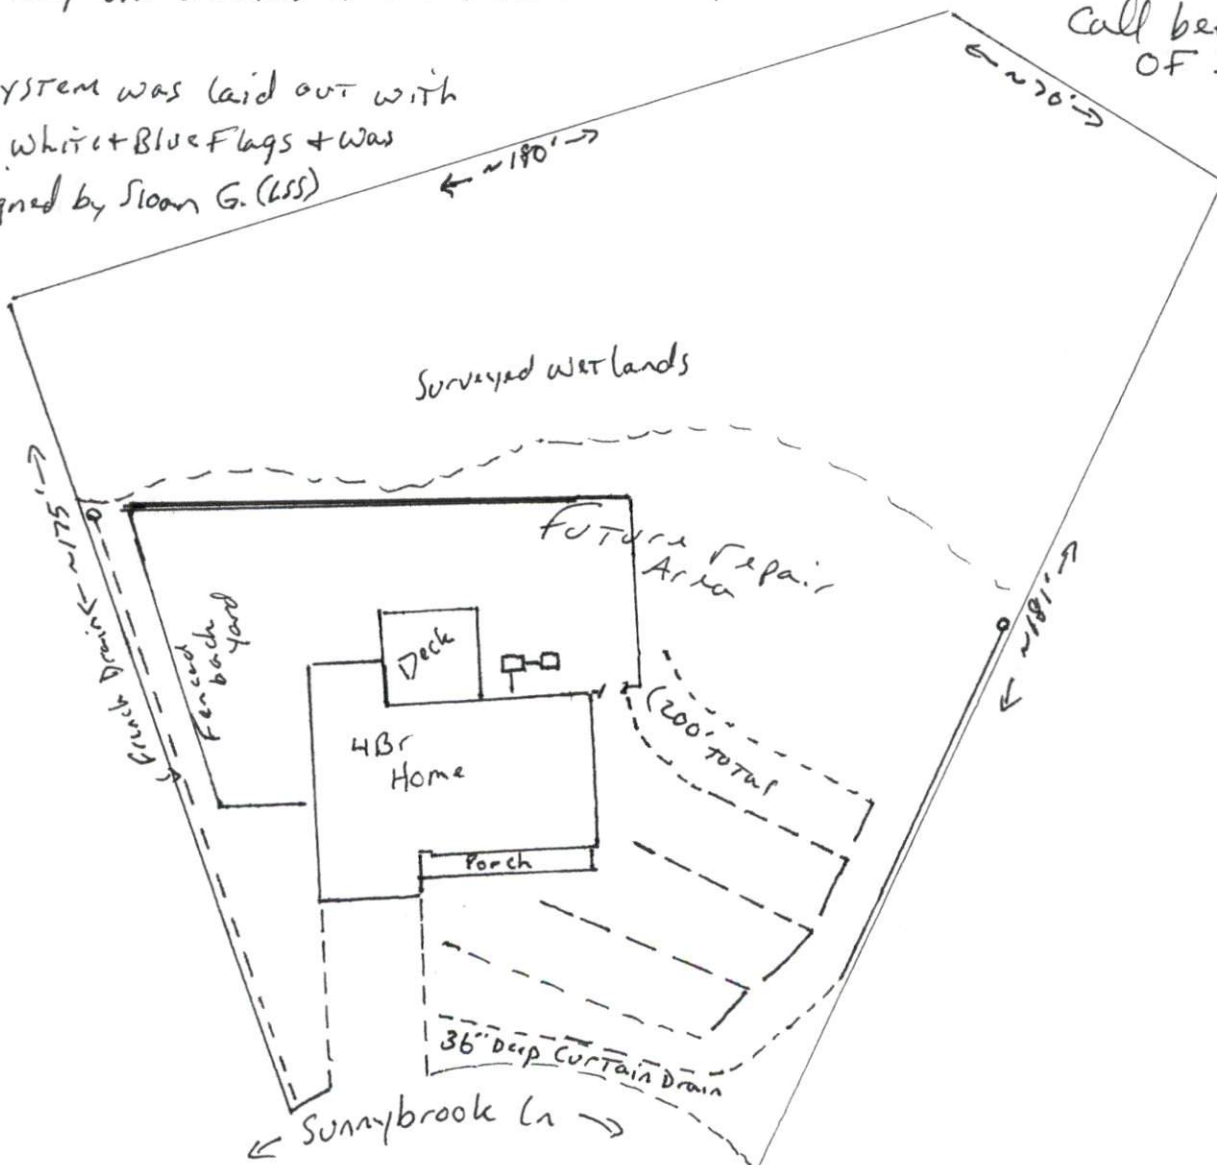 Call be
OF
~70'
YSTEM was laid out with
white + Blue Flags + was
gned by Sloan G. (LSS)
~180'
Surveyed wetlands
~175'
French Drain
Fenced
back
yard
Future repair
Area
Deck
4Br
Home
Porch
(200' TOTAL
~181'
36" Deep Curtain Drain
Sunnybrook Ln